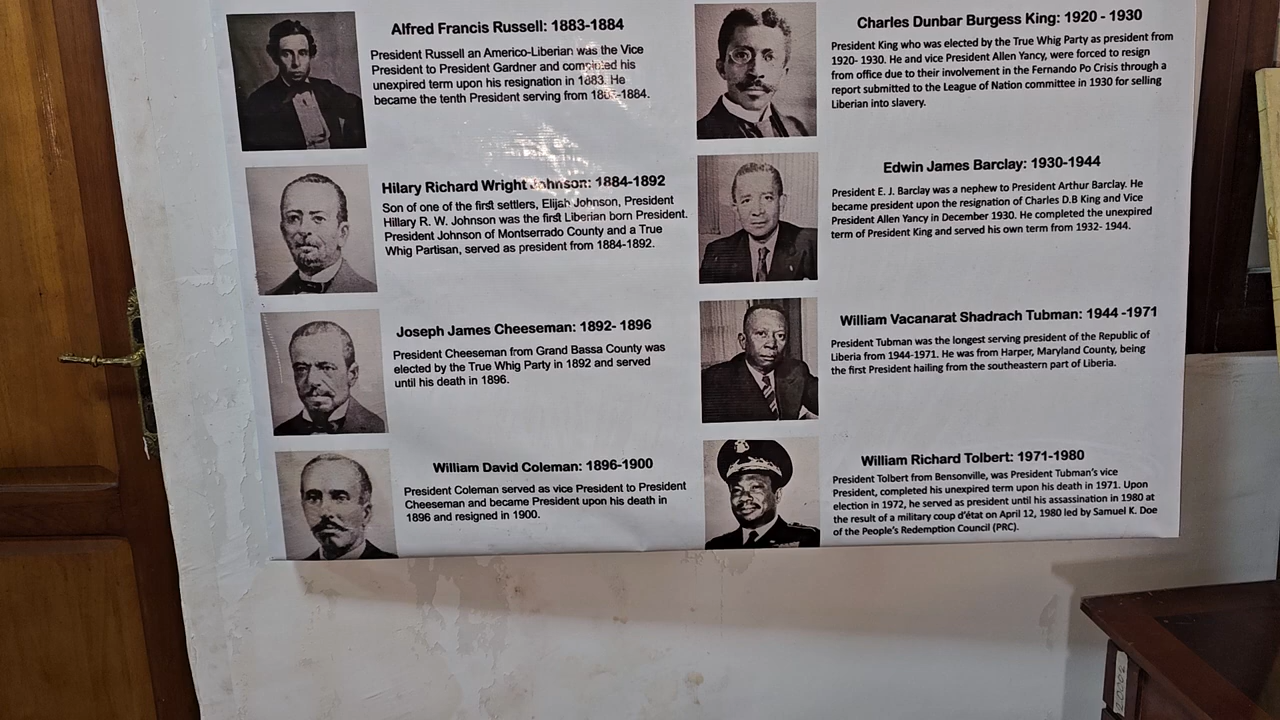 Alfred Francis Russell: 1883-1884
President Russell an Americo-Liberian was the Vice
President to President Gardner and completed his
unexpired term upon his resignation in 1883. He
became the tenth President serving from 1883-1884.
Hilary Richard Wright Johnson: 1884-1892
Son of one of the first settlers, Elijah Johnson, President
Hillary R. W. Johnson was the first Liberian born President.
President Johnson of Montserrado County and a True
Whig Partisan, served as president from 1884-1892.
Joseph James Cheeseman: 1892- 1896
President Cheeseman from Grand Bassa County was
elected by the True Whig Party in 1892 and served
until his death in 1896.
William David Coleman: 1896-1900
President Coleman served as vice President to President
Cheeseman and became President upon his death in
1896 and resigned in 1900.
Charles Dunbar Burgess King: 1920 - 1930
President King who was elected by the True Whig Party as president from
1920- 1930. He and vice President Allen Yancy, were forced to resign
from office due to their involvement in the Fernando Po Crisis through a
report submitted to the League of Nation committee in 1930 for selling
Liberian into slavery.
Edwin James Barclay: 1930-1944
President E. J. Barclay was a nephew to President Arthur Barclay. He
became president upon the resignation of Charles D.B King and Vice
President Allen Yancy in December 1930. He completed the unexpired
term of President King and served his own term from 1932- 1944.
William Vacanarat Shadrach Tubman: 1944 -1971
President Tubman was the longest serving president of the Republic of
Liberia from 1944-1971. He was from Harper, Maryland County, being
the first President hailing from the southeastern part of Liberia.
William Richard Tolbert: 1971-1980
President Tolbert from Bensonville, was President Tubman's vice
President, completed his unexpired term upon his death in 1971. Upon
election in 1972, he served as president until his assassination in 1980 at
the result of a military coup d'état on April 12, 1980 led by Samuel K. Doe
of the People's Redemption Council (PRC).